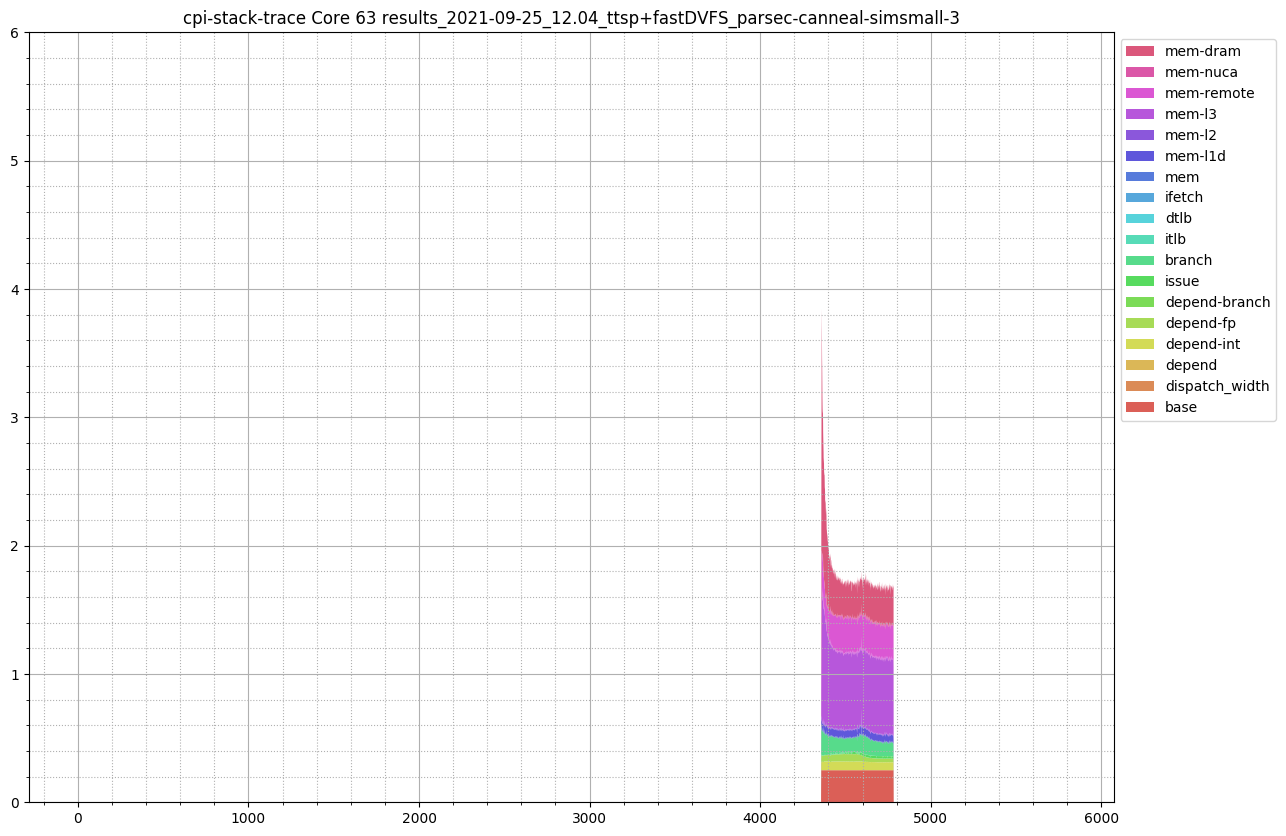 cpi-stack-trace Core 63 results_2021-09-25_12.04_ttsp+fastDVFS_parsec-canneal-simsmall-3
6
5
4
3
2
1
0
0 1000 2000 3000 4000 5000 6000
mem-dram
mem-nuca
mem-remote
mem-l3
mem-l2
mem-l1d
mem
ifetch
dtlb
itlb
branch
issue
depend-branch
depend-fp
depend-int
depend
dispatch_width
base